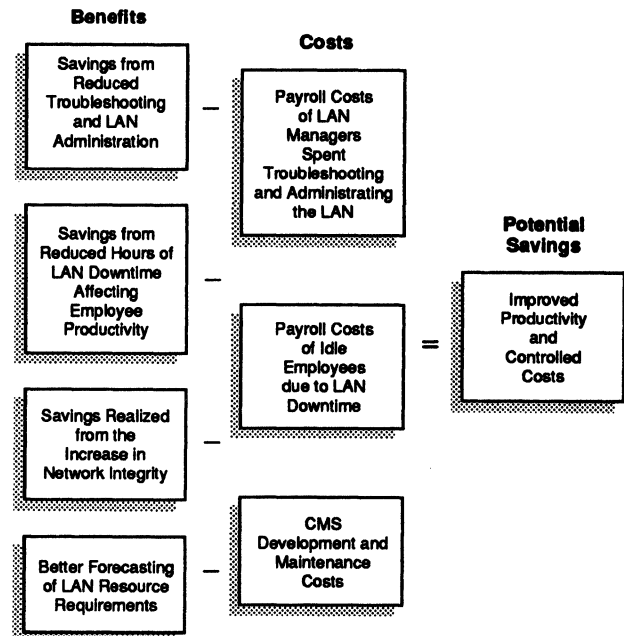 Benefits
Savings from
Reduced
Troubleshooting
and LAN
Administration
–
Savings from
Reduced Hours of
LAN Downtime
Affecting
Employee
Productivity
–
Savings Realized
from the
Increase in
Network Integrity
–
Better Forecasting
of LAN Resource
Requirements
–
Costs
Payroll Costs
of LAN
Managers
Spent
Troubleshooting
and Administrating
the LAN
Payroll Costs
of Idle
Employees
due to LAN
Downtime
CMS
Development and
Maintenance
Costs
=
Potential
Savings
Improved
Productivity
and
Controlled
Costs